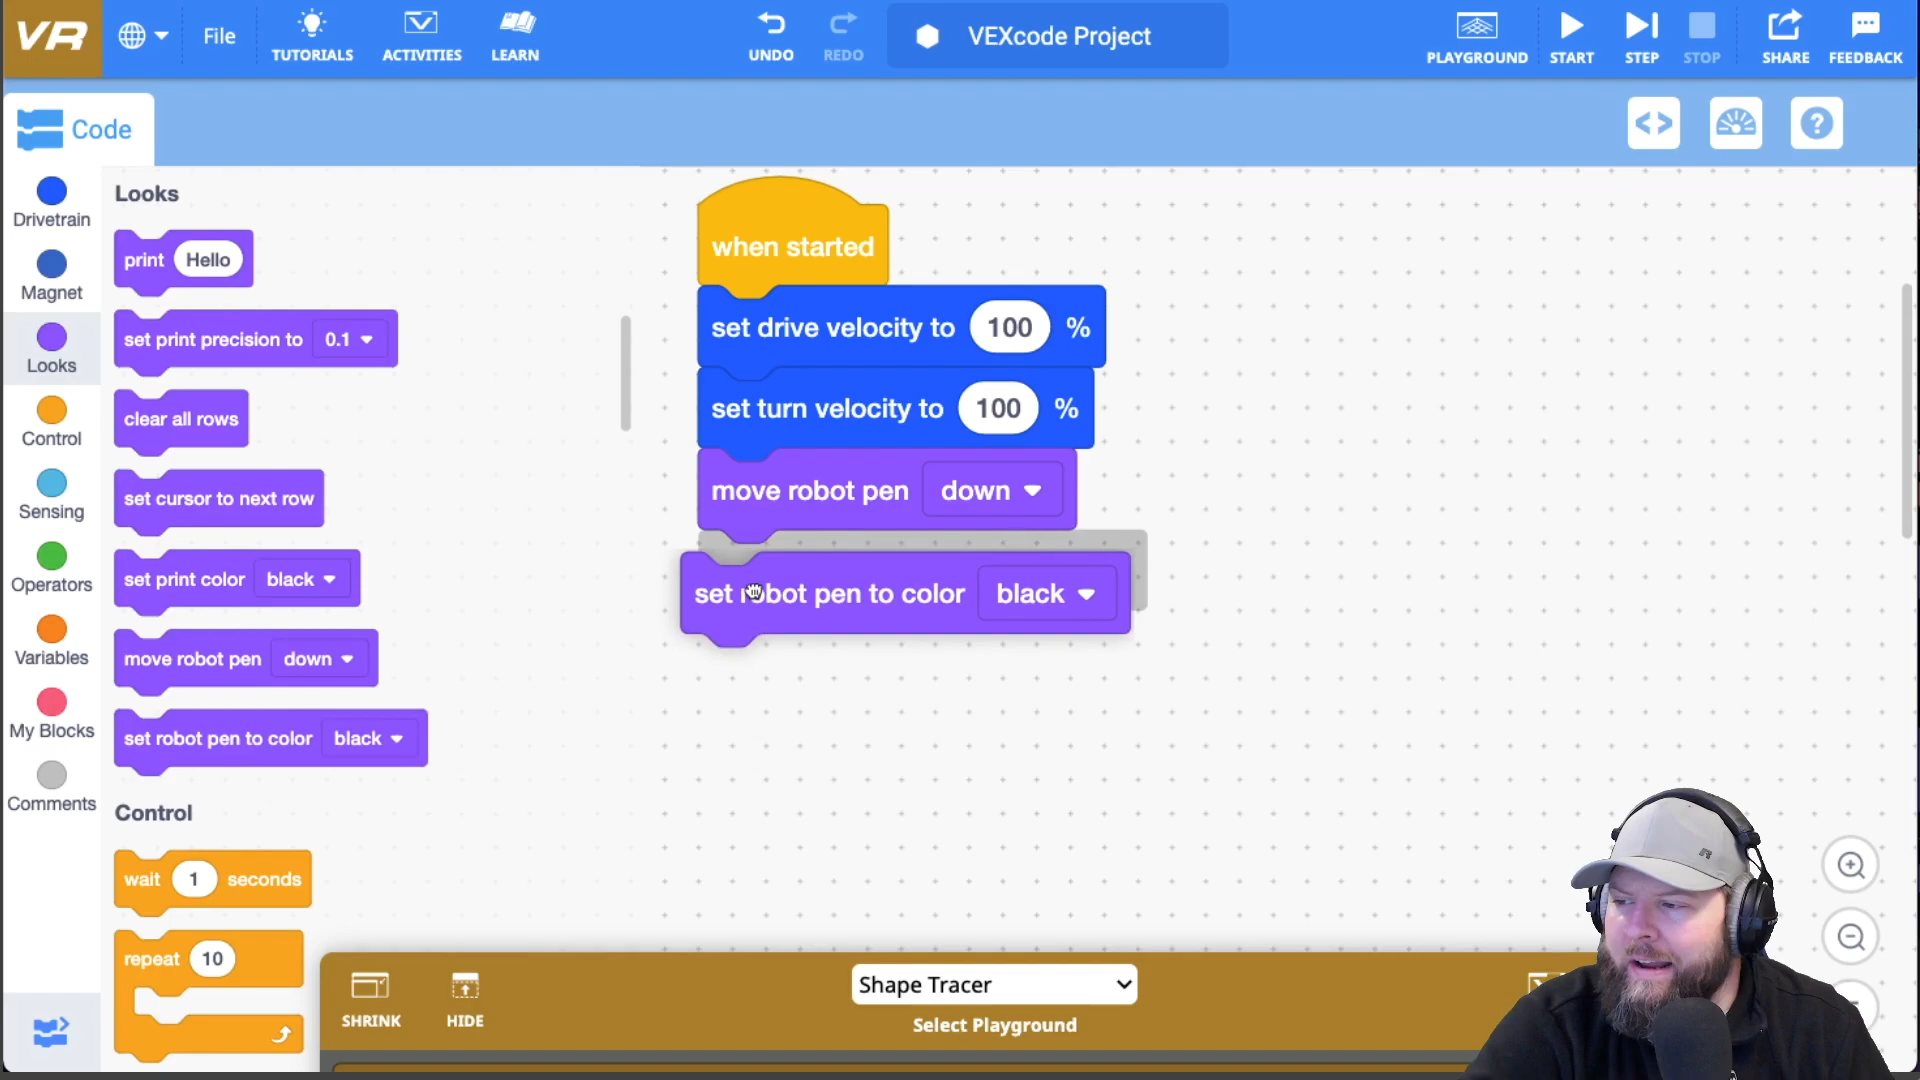 VR
File
TUTORIALS
ACTIVITIES
LEARN
UNDO
REDO
VEXcode Project
PLAYGROUND
START
STEP
STOP
SHARE
FEEDBACK
Code
Drivetrain
Magnet
Looks
Control
Sensing
Operators
Variables
My Blocks
Comments
Looks
print Hello
set print precision to 0.1
clear all rows
set cursor to next row
set print color black
move robot pen down
set robot pen to color black
Control
wait 1 seconds
repeat 10
when started
set drive velocity to 100 %
set turn velocity to 100 %
move robot pen down
set robot pen to color black
SHRINK
HIDE
Shape Tracer
Select Playground